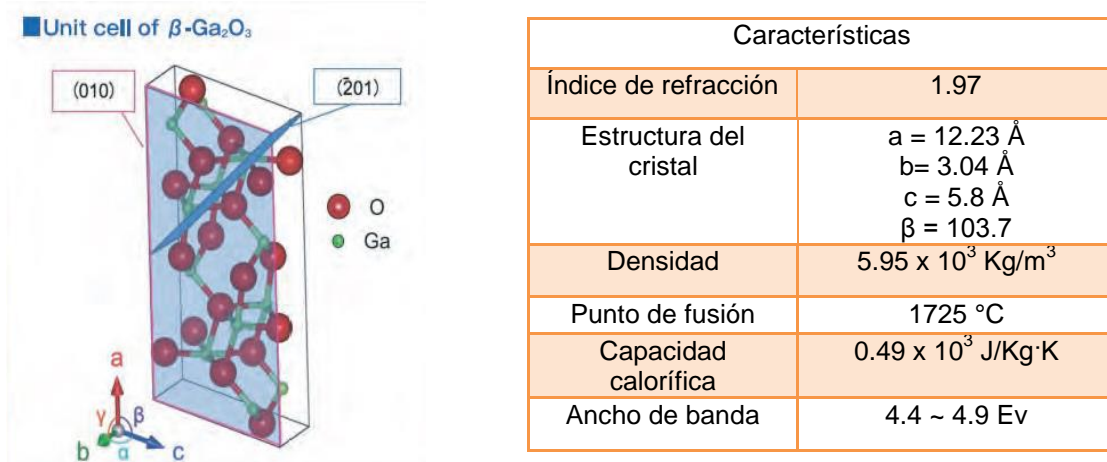 ■Unit cell of β-Ga₂O₃
(010)
(2̄01)
O
Ga
a
γ
β
b
α
c
Características
Índice de refracción 1.97
Estructura del a = 12.23 Å
cristal b= 3.04 Å
c = 5.8 Å
β = 103.7
Densidad 5.95 x 10³ Kg/m³
Punto de fusión 1725 °C
Capacidad 0.49 x 10³ J/Kg·K
calorífica
Ancho de banda 4.4 ~ 4.9 Ev